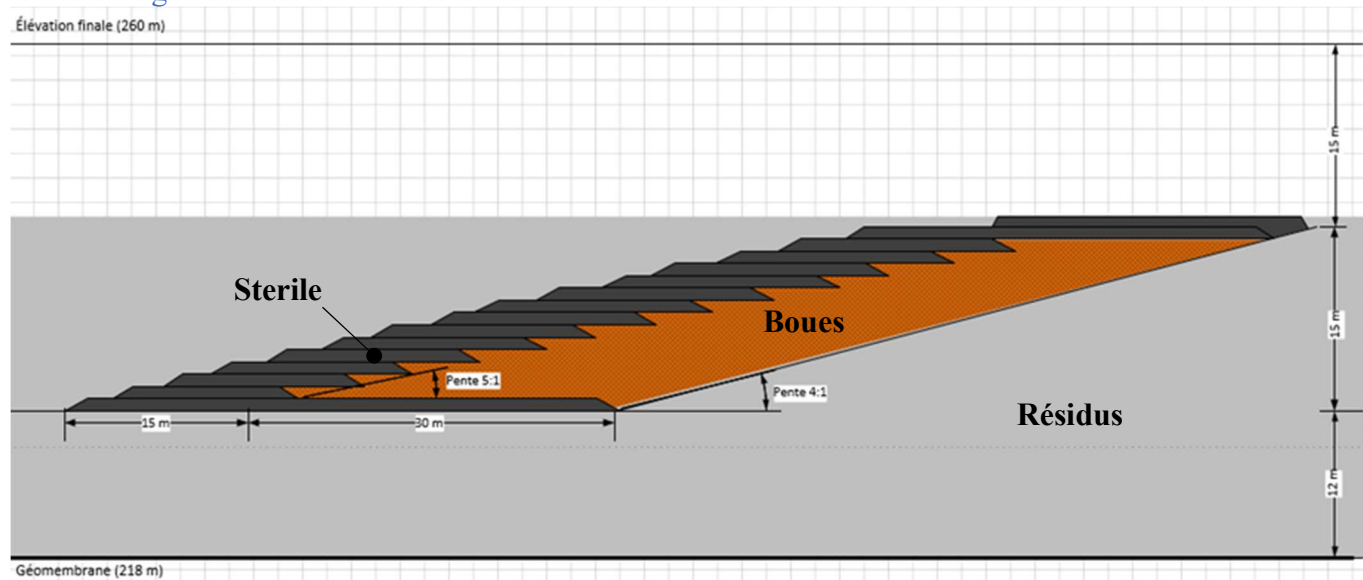 Élévation finale (260 m)
15 m
Sterile
Boues
15 m
Pente 5:1
Pente 4:1
Résidus
15 m
30 m
12 m
Géomembrane (218 m)